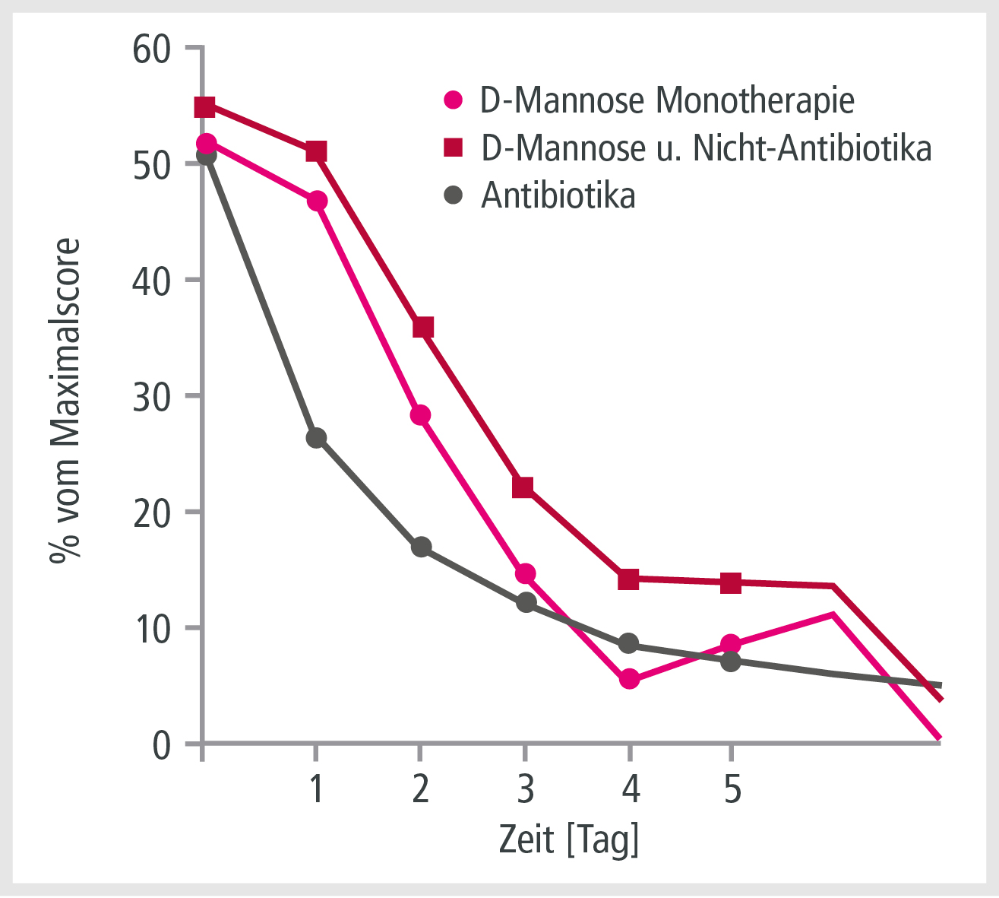 60
50
40
30
20
10
0
% vom Maximalscore
D-Mannose Monotherapie
D-Mannose u. Nicht-Antibiotika
Antibiotika
1 2 3 4 5
Zeit [Tag]